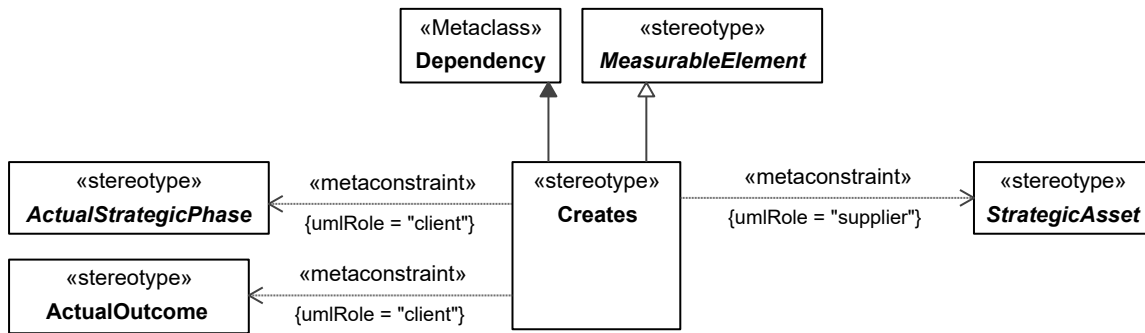 «Metaclass»
Dependency
«stereotype»
MeasurableElement
«stereotype»
ActualStrategicPhase
«metaconstraint»
{umlRole = "client"}
«stereotype»
Creates
«metaconstraint»
{umlRole = "supplier"}
«stereotype»
StrategicAsset
«stereotype»
ActualOutcome
«metaconstraint»
{umlRole = "client"}